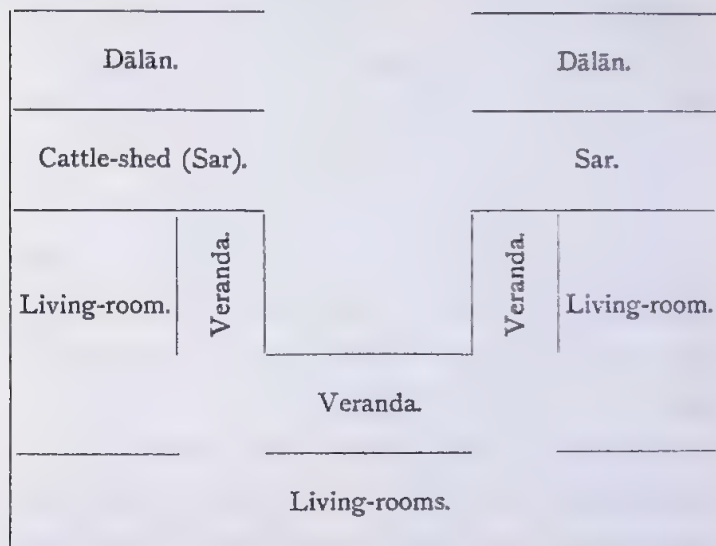 Dālān. Dālān.
Cattle-shed (Sar). Sar.
Living-room. Veranda. Veranda. Living-room.
Veranda.
Living-rooms.